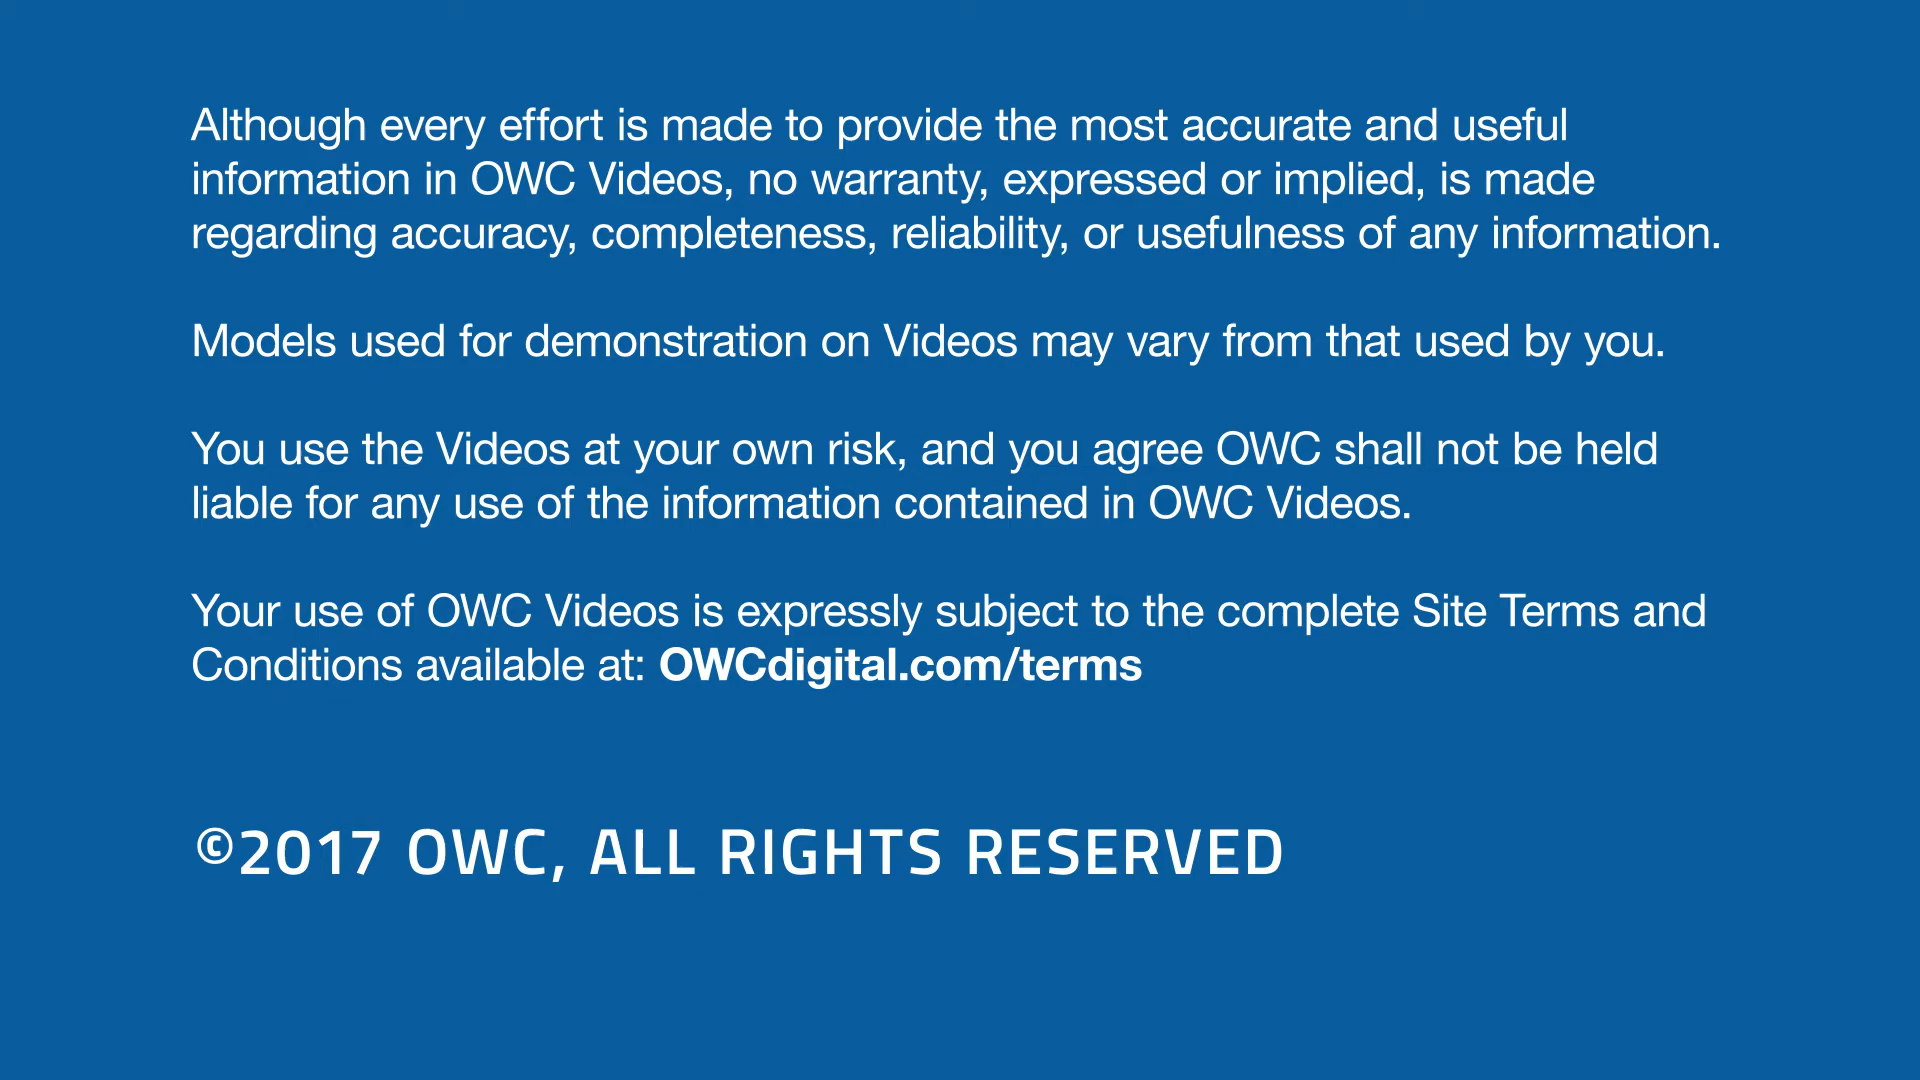 Although every effort is made to provide the most accurate and useful
information in OWC Videos, no warranty, expressed or implied, is made
regarding accuracy, completeness, reliability, or usefulness of any information.
Models used for demonstration on Videos may vary from that used by you.
You use the Videos at your own risk, and you agree OWC shall not be held
liable for any use of the information contained in OWC Videos.
Your use of OWC Videos is expressly subject to the complete Site Terms and
Conditions available at: OWCdigital.com/terms
©2017 OWC, ALL RIGHTS RESERVED